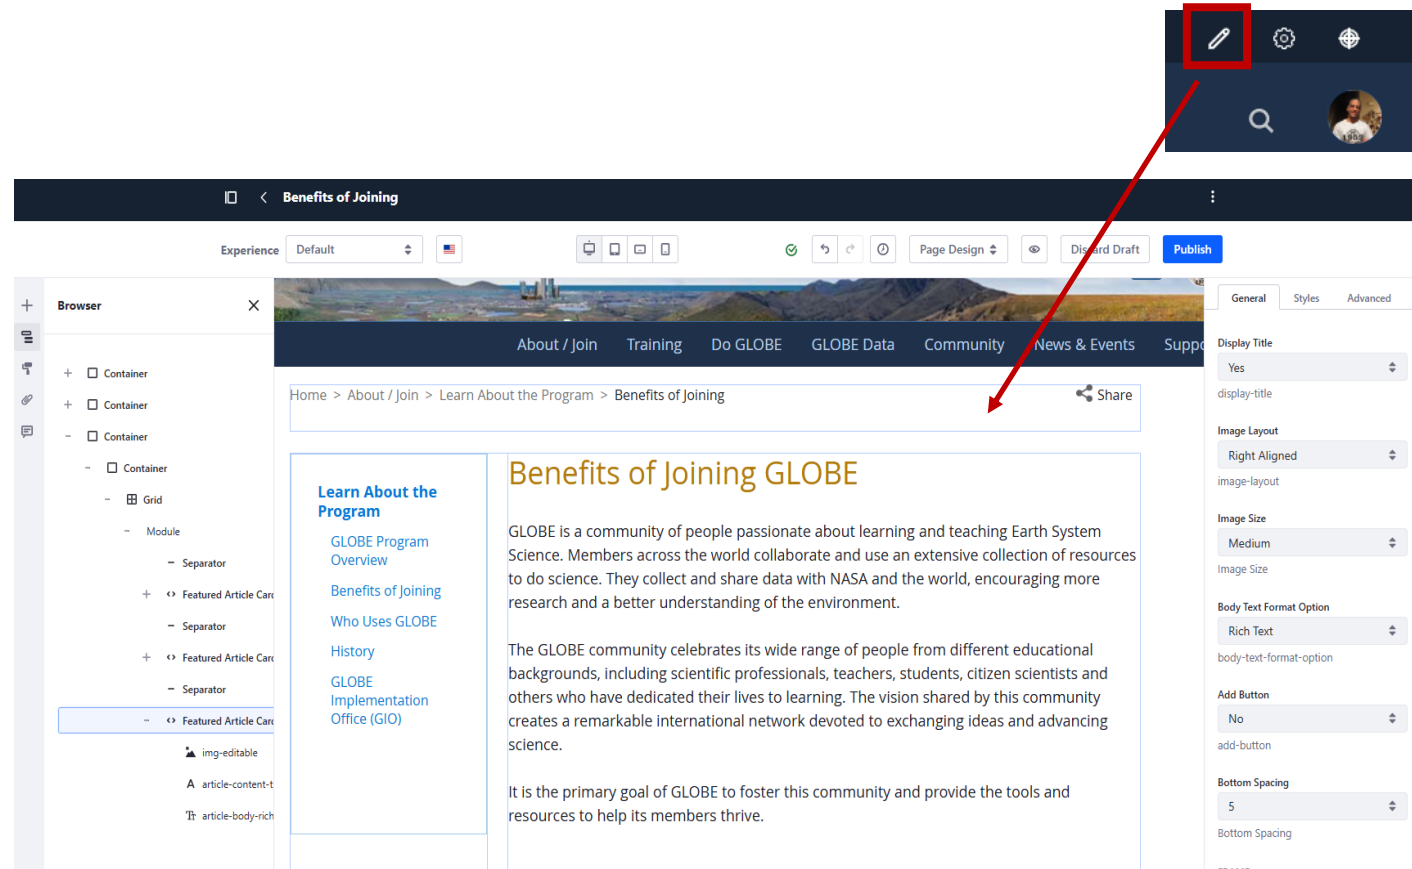 1952
Benefits of Joining
Experience
Default
Page Design
Discard Draft
Publish
Browser
Container
Container
Container
Container
Grid
Module
Separator
Featured Article Card
Separator
Featured Article Card
Separator
Featured Article Card
img-editable
article-content-t
article-body-rich
About / Join
Training
Do GLOBE
GLOBE Data
Community
News & Events
Suppo
Home > About / Join > Learn About the Program > Benefits of Joining
Share
Learn About the
Program
GLOBE Program
Overview
Benefits of Joining
Who Uses GLOBE
History
GLOBE
Implementation
Office (GIO)
Benefits of Joining GLOBE
GLOBE is a community of people passionate about learning and teaching Earth System
Science. Members across the world collaborate and use an extensive collection of resources
to do science. They collect and share data with NASA and the world, encouraging more
research and a better understanding of the environment.
The GLOBE community celebrates its wide range of people from different educational
backgrounds, including scientific professionals, teachers, students, citizen scientists and
others who have dedicated their lives to learning. The vision shared by this community
creates a remarkable international network devoted to exchanging ideas and advancing
science.
It is the primary goal of GLOBE to foster this community and provide the tools and
resources to help its members thrive.
General
Styles
Advanced
Display Title
Yes
display-title
Image Layout
Right Aligned
image-layout
Image Size
Medium
Image Size
Body Text Format Option
Rich Text
body-text-format-option
Add Button
No
add-button
Bottom Spacing
5
Bottom Spacing